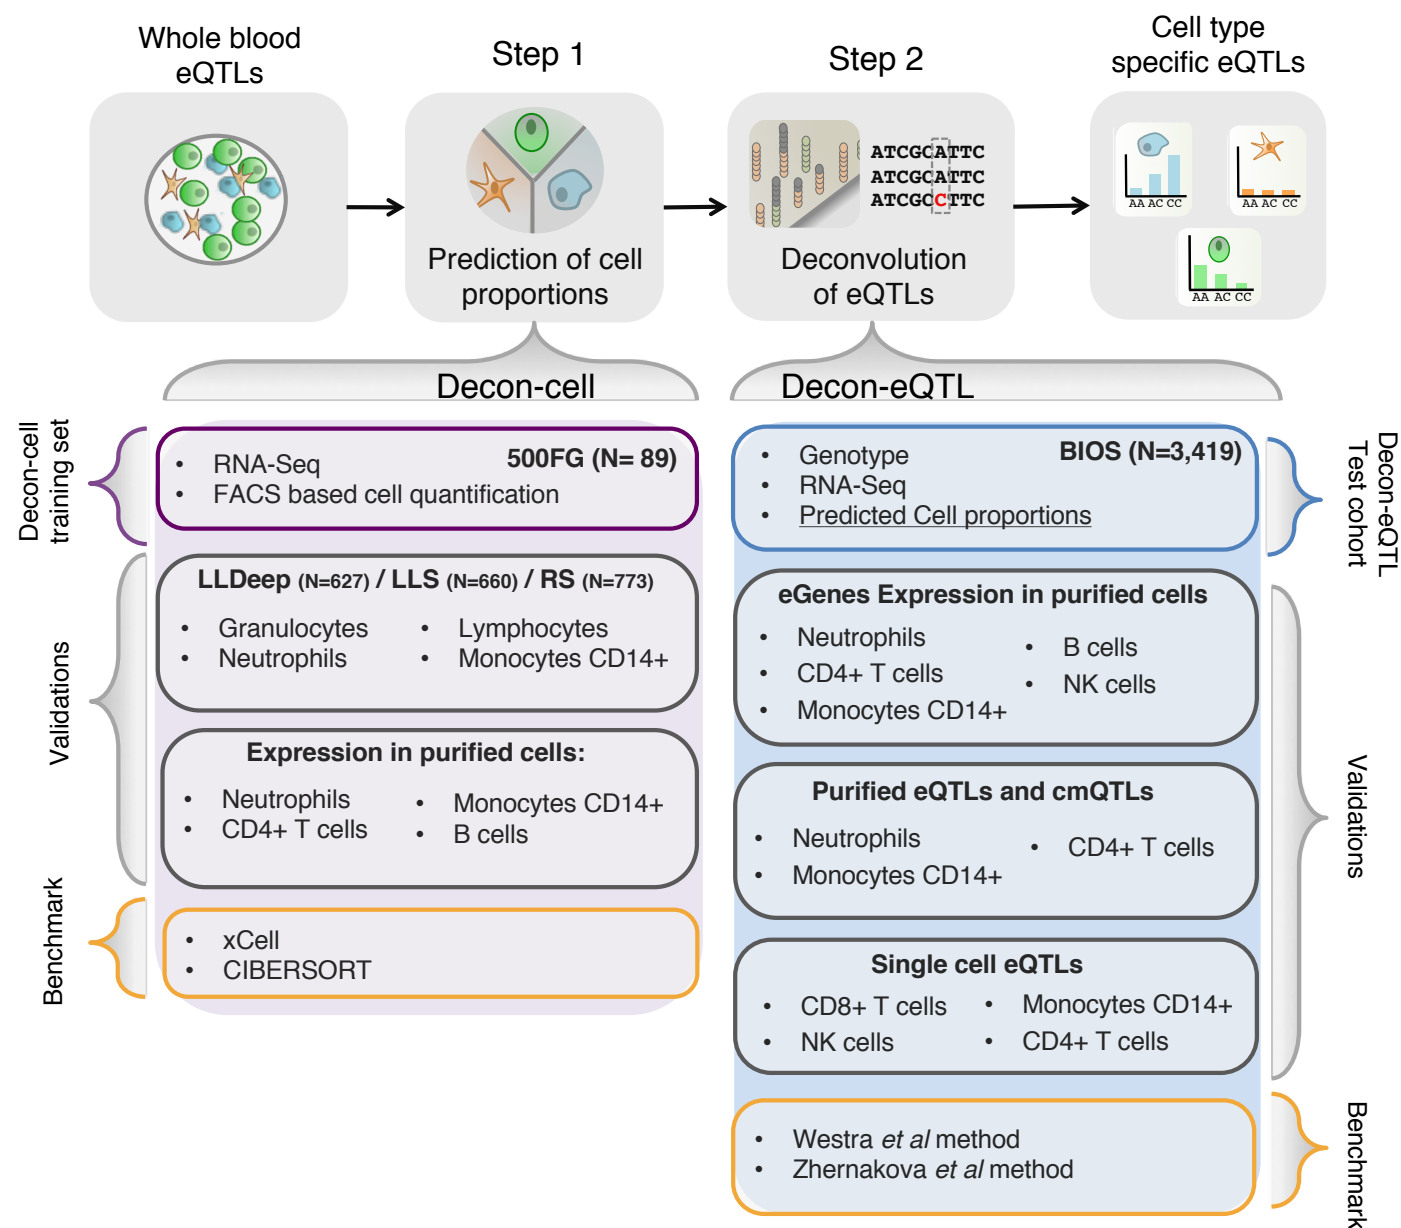 Whole blood
eQTLs
Step 1
Step 2
Cell type
specific eQTLs
Prediction of cell
proportions
ATCGCATTC
ATCGCATTC
ATCGCCTTC
Deconvolution
of eQTLs
AA AC CC
AA AC CC
AA AC CC
Decon-cell
Decon-cell
training set
500FG (N= 89)
• RNA-Seq
• FACS based cell quantification
Validations
LLDeep (N=627) / LLS (N=660) / RS (N=773)
• Granulocytes
• Neutrophils
• Lymphocytes
• Monocytes CD14+
Expression in purified cells:
• Neutrophils
• CD4+ T cells
• Monocytes CD14+
• B cells
Benchmark
• xCell
• CIBERSORT
Decon-eQTL
BIOS (N=3,419)
• Genotype
• RNA-Seq
• Predicted Cell proportions
Decon-eQTL
Test cohort
eGenes Expression in purified cells
• Neutrophils
• CD4+ T cells
• Monocytes CD14+
• B cells
• NK cells
Purified eQTLs and cmQTLs
• Neutrophils
• Monocytes CD14+
• CD4+ T cells
Validations
Single cell eQTLs
• CD8+ T cells
• NK cells
• Monocytes CD14+
• CD4+ T cells
• Westra et al method
• Zhernakova et al method
Benchmark